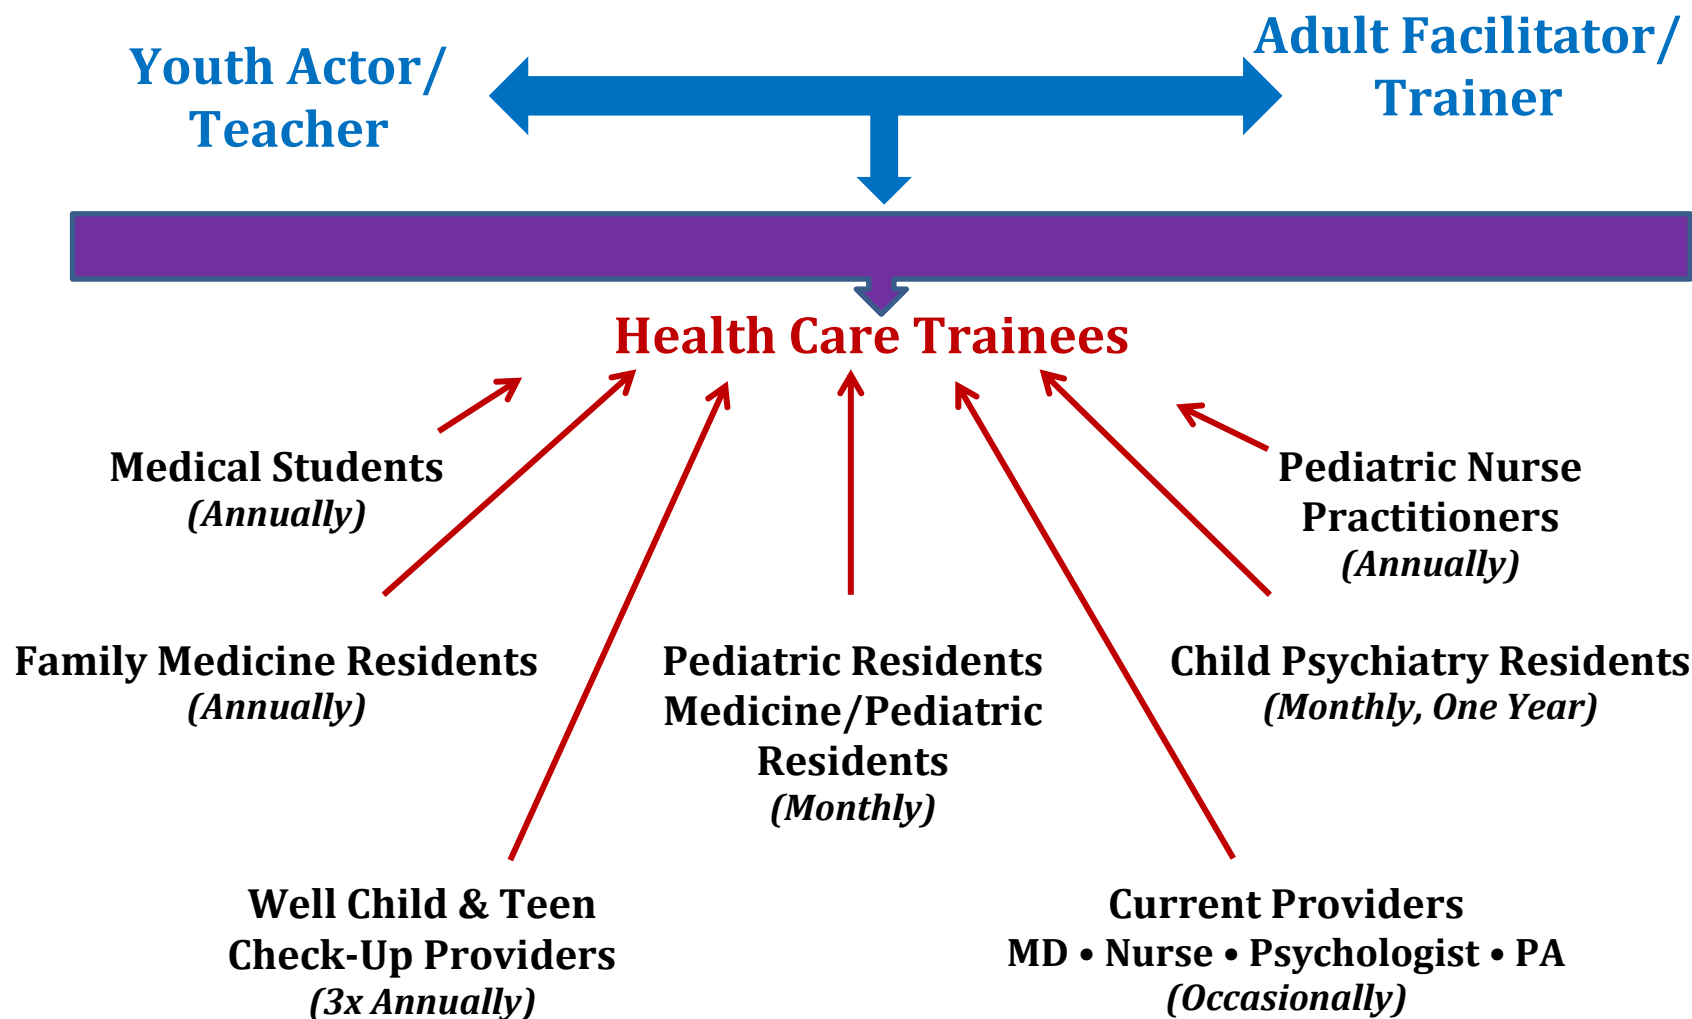 Youth Actor/
Teacher
Adult Facilitator/
Trainer
Health Care Trainees
Medical Students
(Annually)
Pediatric Nurse
Practitioners
(Annually)
Family Medicine Residents
(Annually)
Pediatric Residents
Medicine/Pediatric
Residents
(Monthly)
Child Psychiatry Residents
(Monthly, One Year)
Well Child & Teen
Check-Up Providers
(3x Annually)
Current Providers
MD • Nurse • Psychologist • PA
(Occasionally)